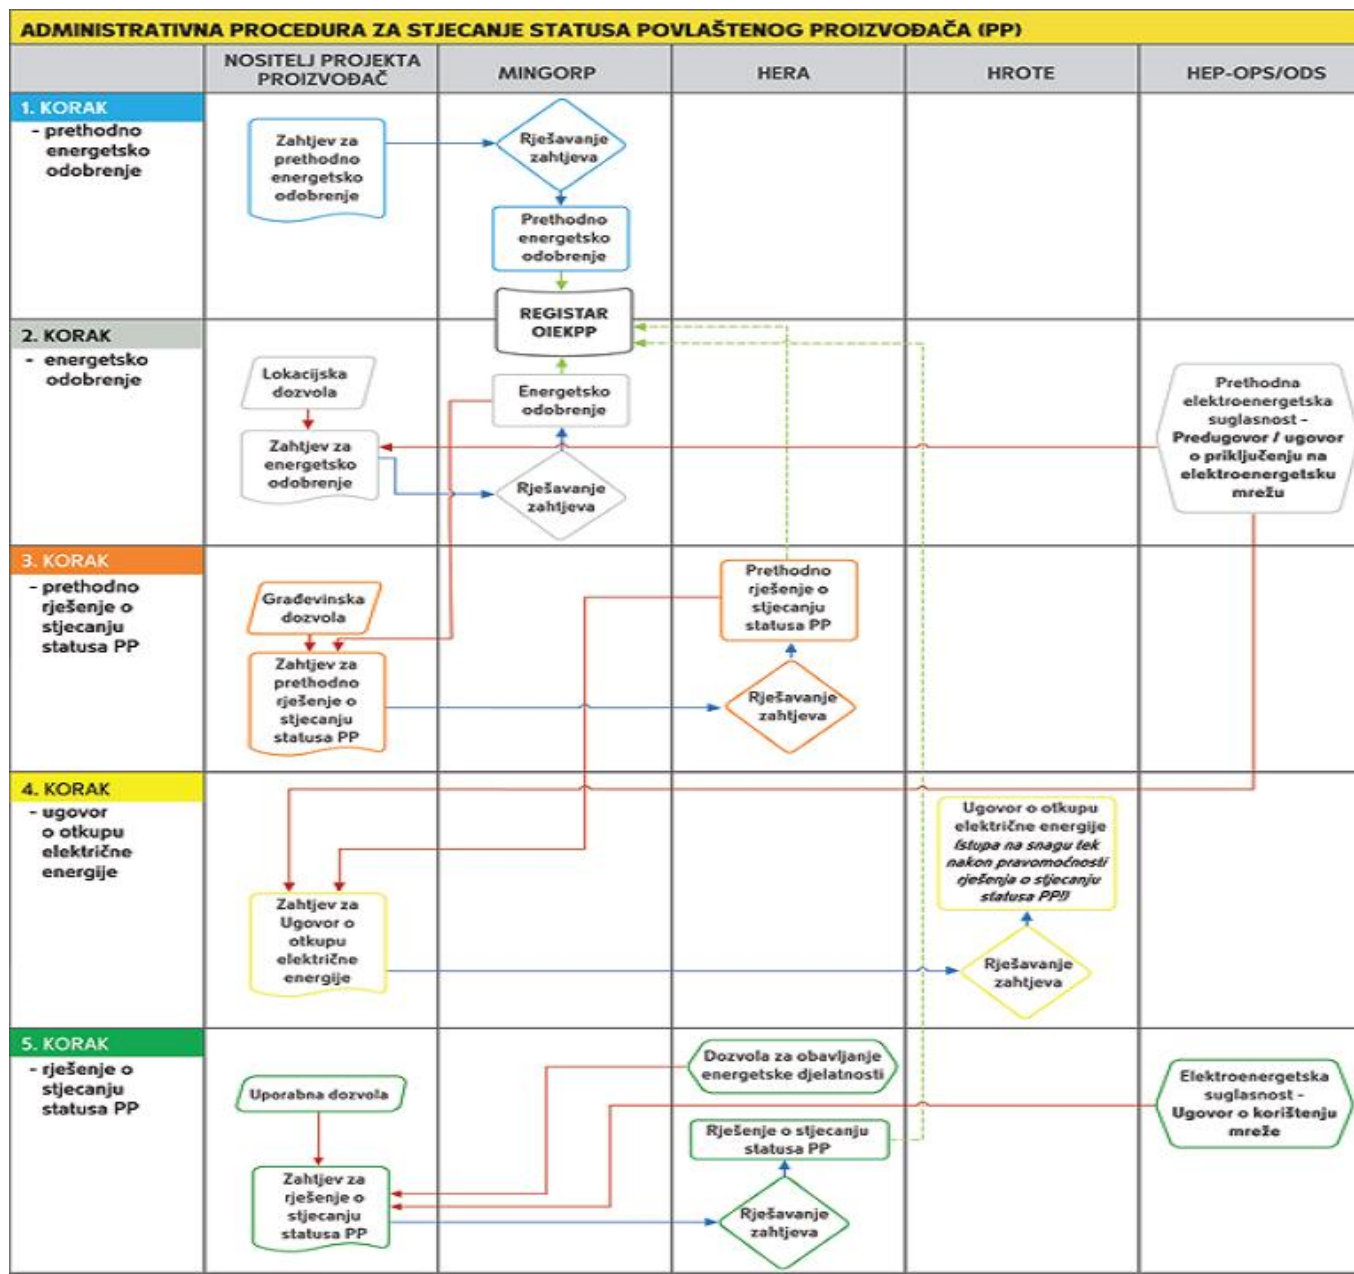 ADMINISTRATIVNA PROCEDURA ZA STJECANJE STATUSA POVLAŠTENOG PROIZVOĐAČA (PP)
NOSITELJ PROJEKTA
PROIZVOĐAČ
MINGORP
HERA
HROTE
HEP-OPS/ODS
1. KORAK
- prethodno
energetsko
odobrenje
Zahtjev za
prethodno
energetsko
odobrenje
Rješavanje
zahtjeva
Prethodno
energetsko
odobrenje
REGISTAR
OIEKPP
2. KORAK
- energetsko
odobrenje
Lokacijska
dozvola
Zahtjev za
energetsko
odobrenje
Energetsko
odobrenje
Rješavanje
zahtjeva
Prethodna
elektroenergetska
suglasnost -
Predugovor / ugovor
o priključenju na
elektroenergetsku
mrežu
3. KORAK
- prethodno
rješenje o
stjecanju
statusa PP
Građevinska
dozvola
Zahtjev za
prethodno
rješenje o
stjecanju
statusa PP
Prethodno
rješenje o
stjecanju
statusa PP
Rješavanje
zahtjeva
4. KORAK
- ugovor
o otkupu
električne
energije
Zahtjev za
Ugovor o
otkupu
električne
energije
Ugovor o otkupu
električne energije
(stupa na snagu tek
nakon pravomoćnosti
rješenja o stjecanju
statusa PP!)
Rješavanje
zahtjeva
5. KORAK
- rješenje o
stjecanju
statusa PP
Uporabna dozvola
Zahtjev za
rješenje o
stjecanju
statusa PP
Dozvola za obavljanje
energetske djelatnosti
Rješenje o stjecanju
statusa PP
Rješavanje
zahtjeva
Elektroenergetska
suglasnost -
Ugovor o korištenju
mreže